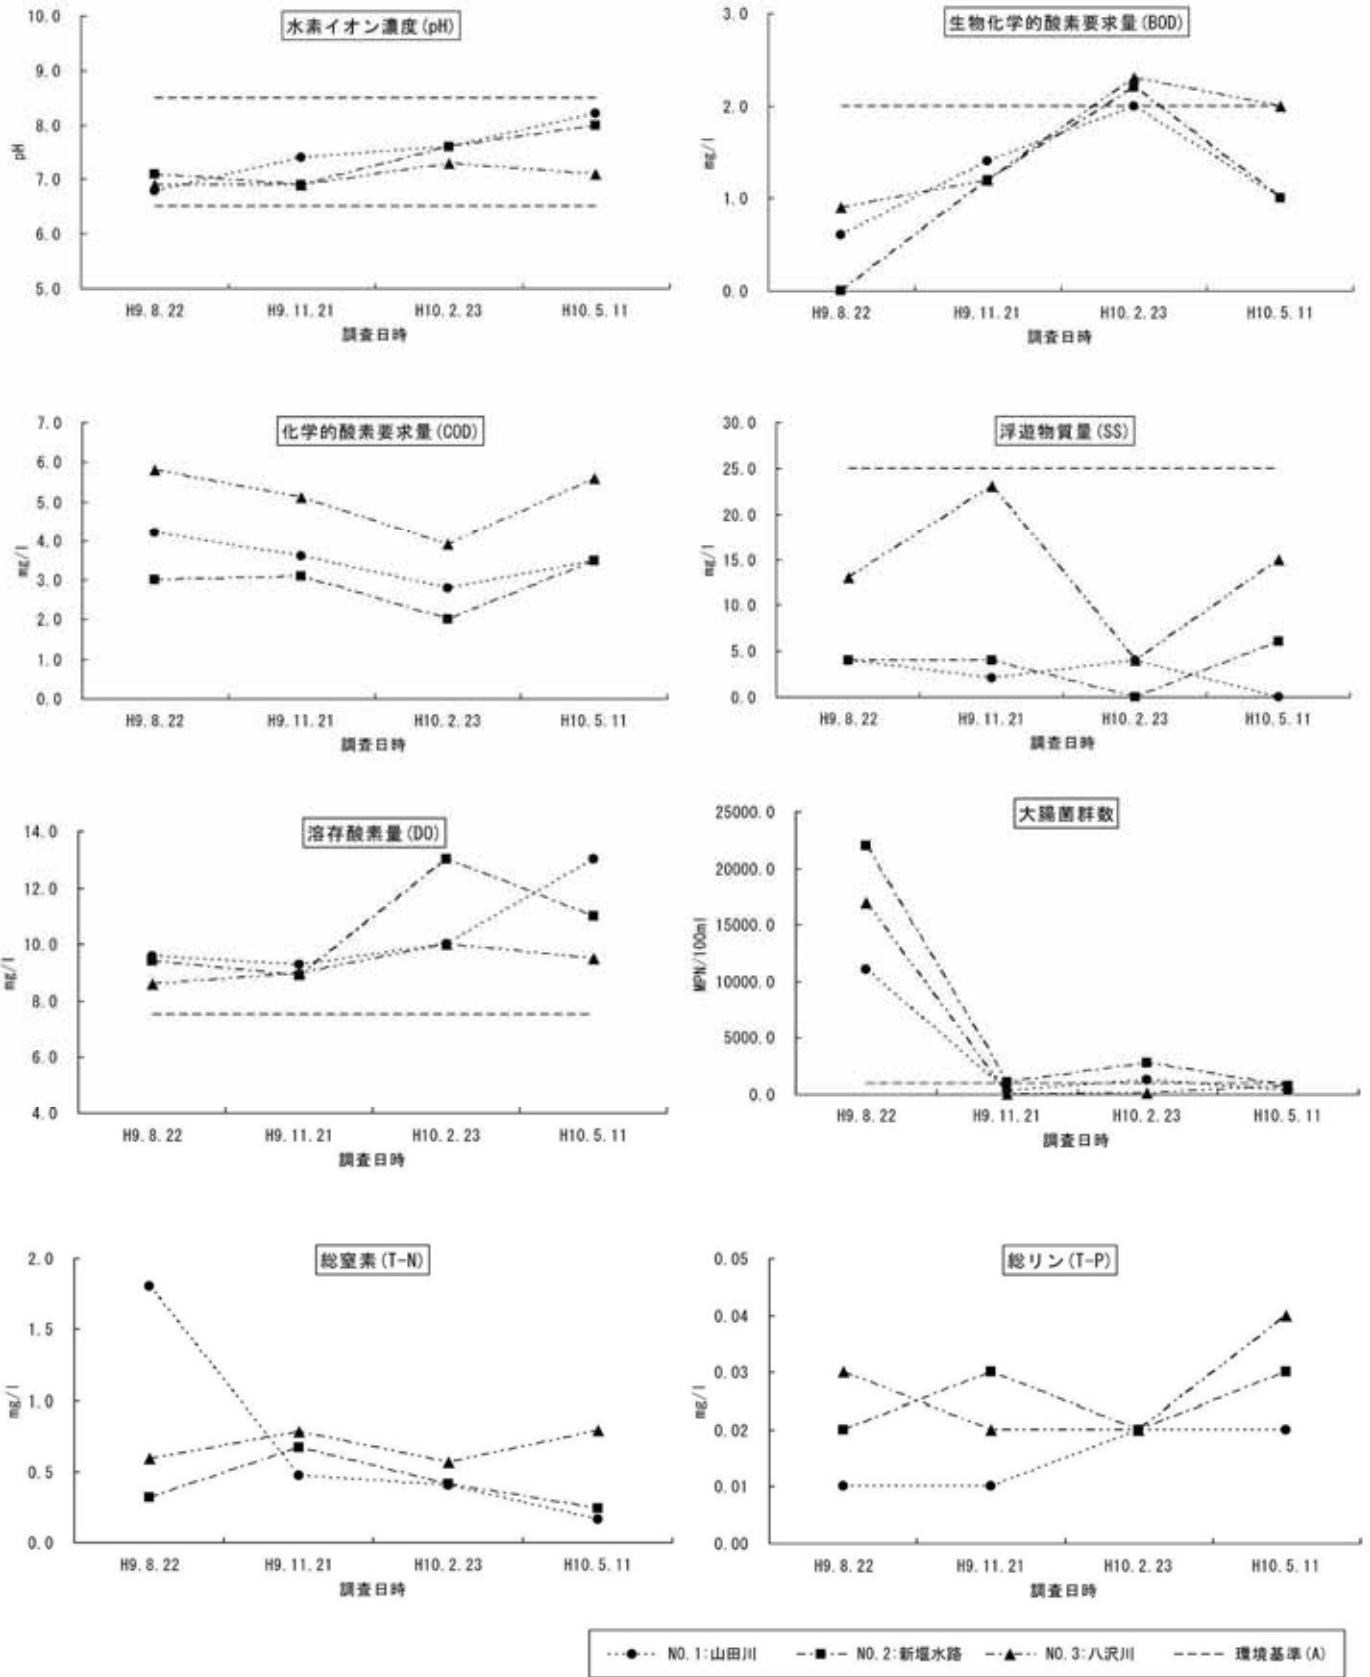 水素イオン濃度(pH)
10.0
9.0
8.0
7.0
6.0
5.0
pH
H9.8.22 H9.11.21 H10.2.23 H10.5.11
調査日時
生物化学的酸素要求量(BOD)
3.0
2.0
1.0
0.0
mg/l
H9.8.22 H9.11.21 H10.2.23 H10.5.11
調査日時
化学的酸素要求量(COD)
7.0
6.0
5.0
4.0
3.0
2.0
1.0
0.0
mg/l
H9.8.22 H9.11.21 H10.2.23 H10.5.11
調査日時
浮遊物質量(SS)
30.0
25.0
20.0
15.0
10.0
5.0
0.0
mg/l
H9.8.22 H9.11.21 H10.2.23 H10.5.11
調査日時
溶存酸素量(DO)
14.0
12.0
10.0
8.0
6.0
4.0
mg/l
H9.8.22 H9.11.21 H10.2.23 H10.5.11
調査日時
大腸菌群数
25000.0
20000.0
15000.0
10000.0
5000.0
0.0
MPN/100ml
H9.8.22 H9.11.21 H10.2.23 H10.5.11
調査日時
総窒素(T-N)
2.0
1.5
1.0
0.5
0.0
mg/l
H9.8.22 H9.11.21 H10.2.23 H10.5.11
調査日時
総リン(T-P)
0.05
0.04
0.03
0.02
0.01
0.00
mg/l
H9.8.22 H9.11.21 H10.2.23 H10.5.11
調査日時
NO.1:山田川 NO.2:新堰水路 NO.3:八沢川 環境基準(A)